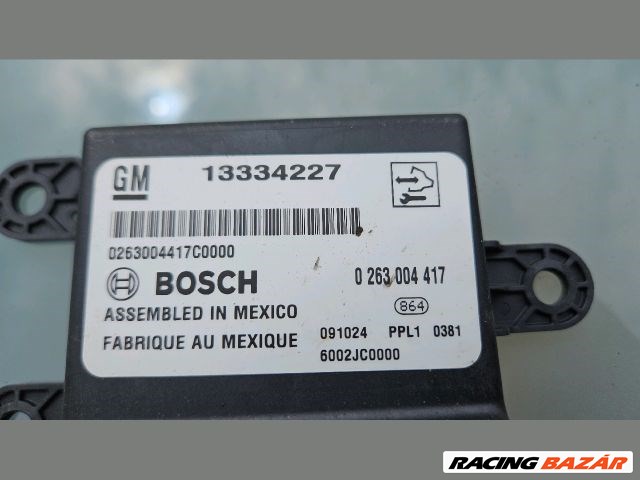 GM 13334227
0263004417C0000
BOSCH 0 263 004 417
ASSEMBLED IN MEXICO 864
FABRIQUE AU MEXIQUE 091024 PPL1 0381
6002JC0000
RACING BAZÁR